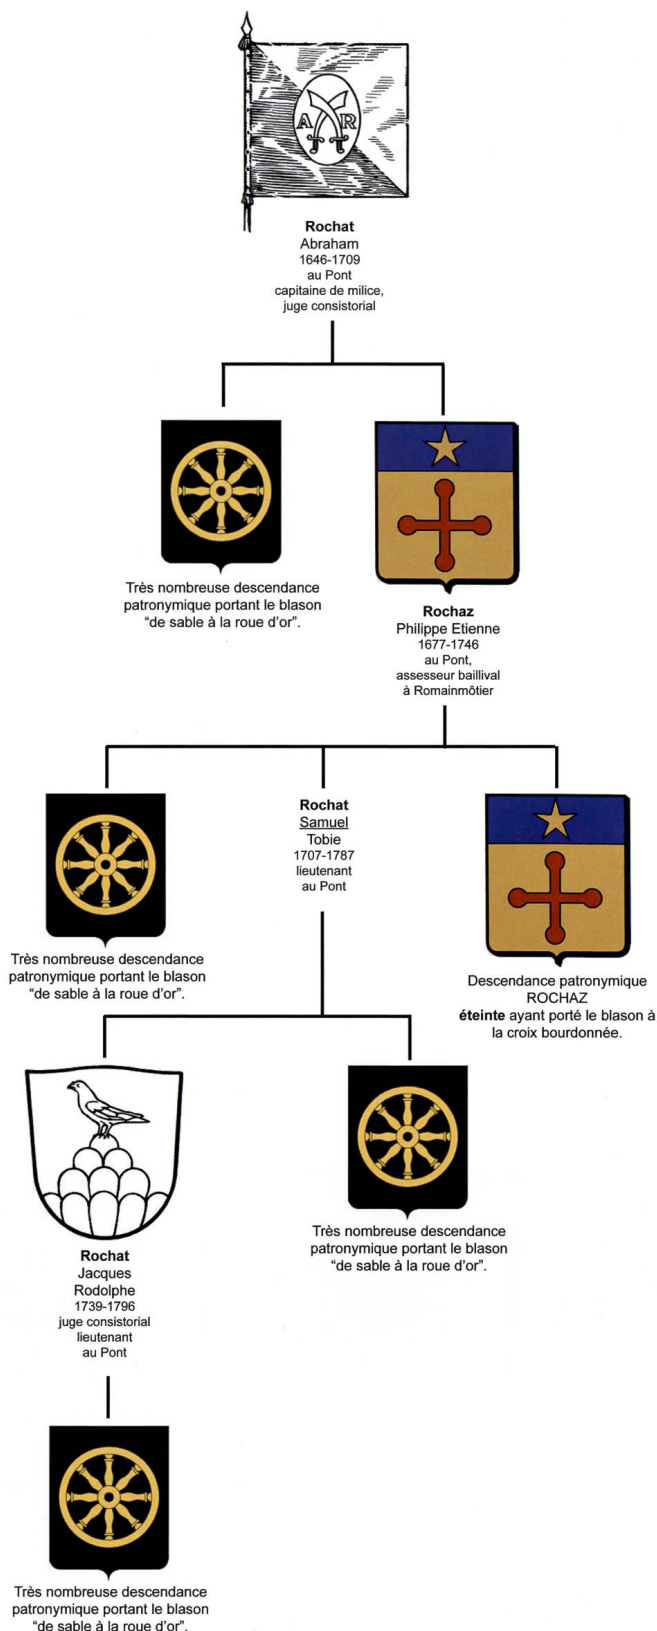 A R
Rochat
Abraham
1646-1709
au Pont
capitaine de milice,
juge consistorial
Très nombreuse descendance
patronymique portant le blason
“de sable à la roue d’or”.
Rochaz
Philippe Etienne
1677-1746
au Pont,
assesseur baillival
à Romainmôtier
Très nombreuse descendance
patronymique portant le blason
“de sable à la roue d’or”.
Rochat
Samuel
Tobie
1707-1787
lieutenant
au Pont
Descendance patronymique
ROCHAZ
éteinte ayant porté le blason à
la croix bourdonnée.
Rochat
Jacques
Rodolphe
1739-1796
juge consistorial
lieutenant
au Pont
Très nombreuse descendance
patronymique portant le blason
“de sable à la roue d’or”.
Très nombreuse descendance
patronymique portant le blason
“de sable à la roue d’or”.